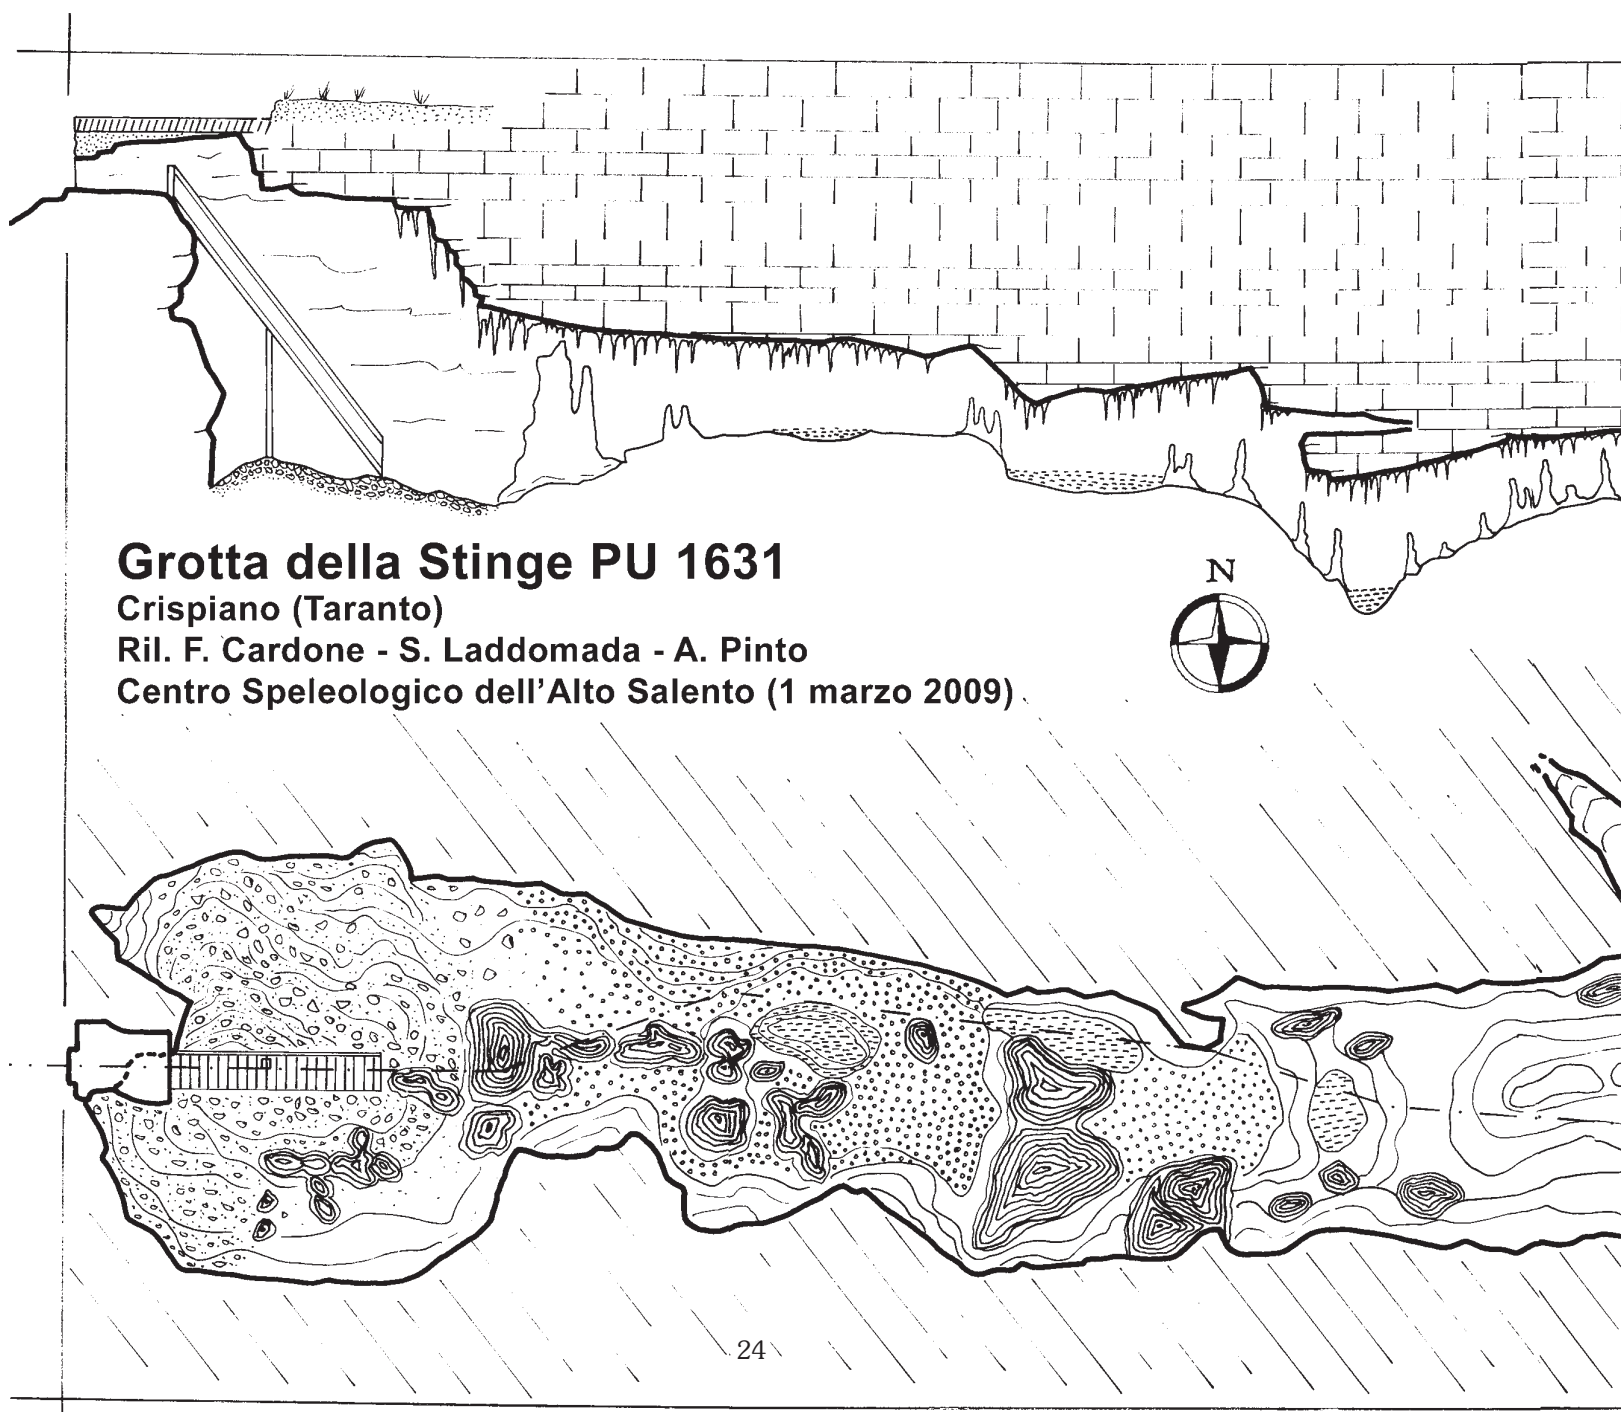 Grotta della Stinge PU 1631
Crispiano (Taranto)
Ril. F. Cardone - S. Laddomada - A. Pinto
Centro Speleologico dell’Alto Salento (1 marzo 2009)
N
24